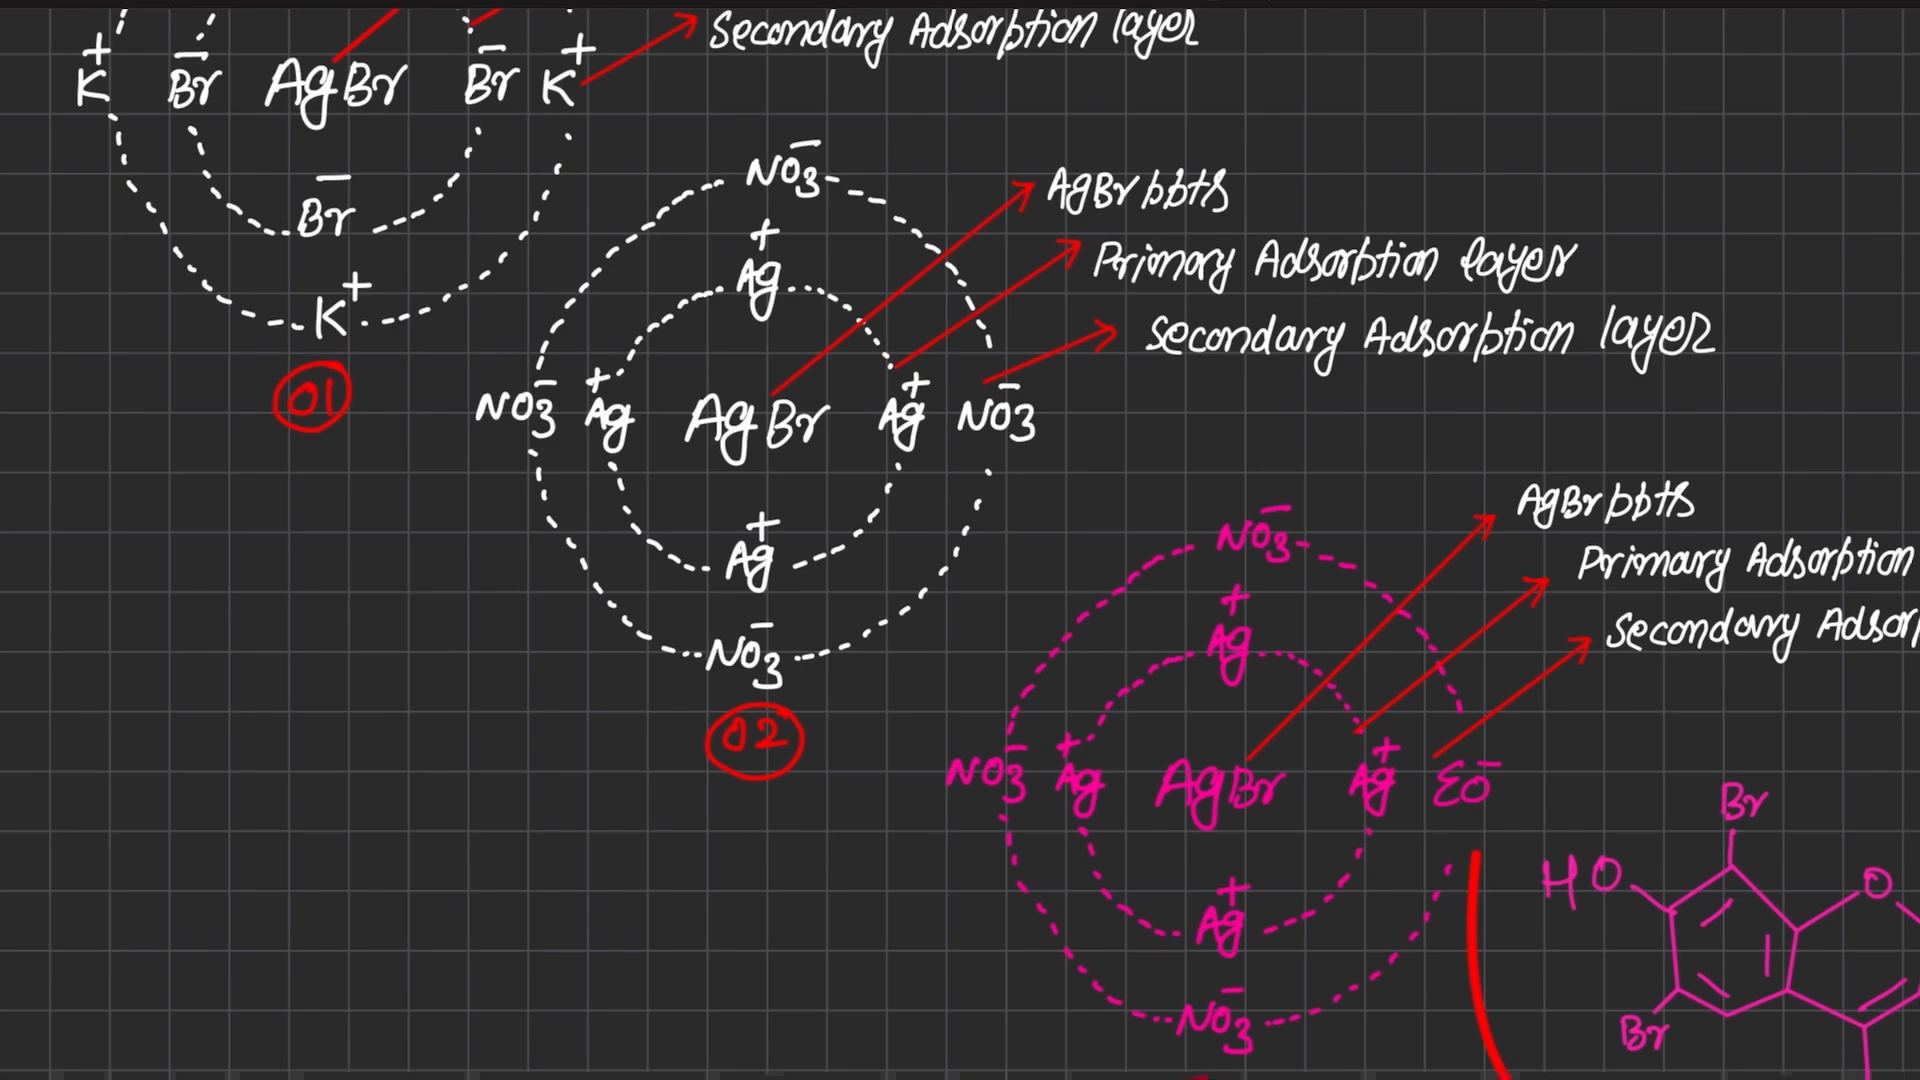 Secondary Adsorption layer
K+ Br- AgBr Br- K+
Br-
K+
01
NO3-
Ag+
NO3- Ag+ AgBr Ag+ NO3-
Ag+
NO3-
02
AgBr ppts
Primary Adsorption layer
Secondary Adsorption layer
NO3-
Ag+
NO3- Ag+ AgBr Ag+ EO-
Ag+
NO3-
AgBr ppts
Primary Adsorption
Secondary Adsor
Br
HO
O
Br